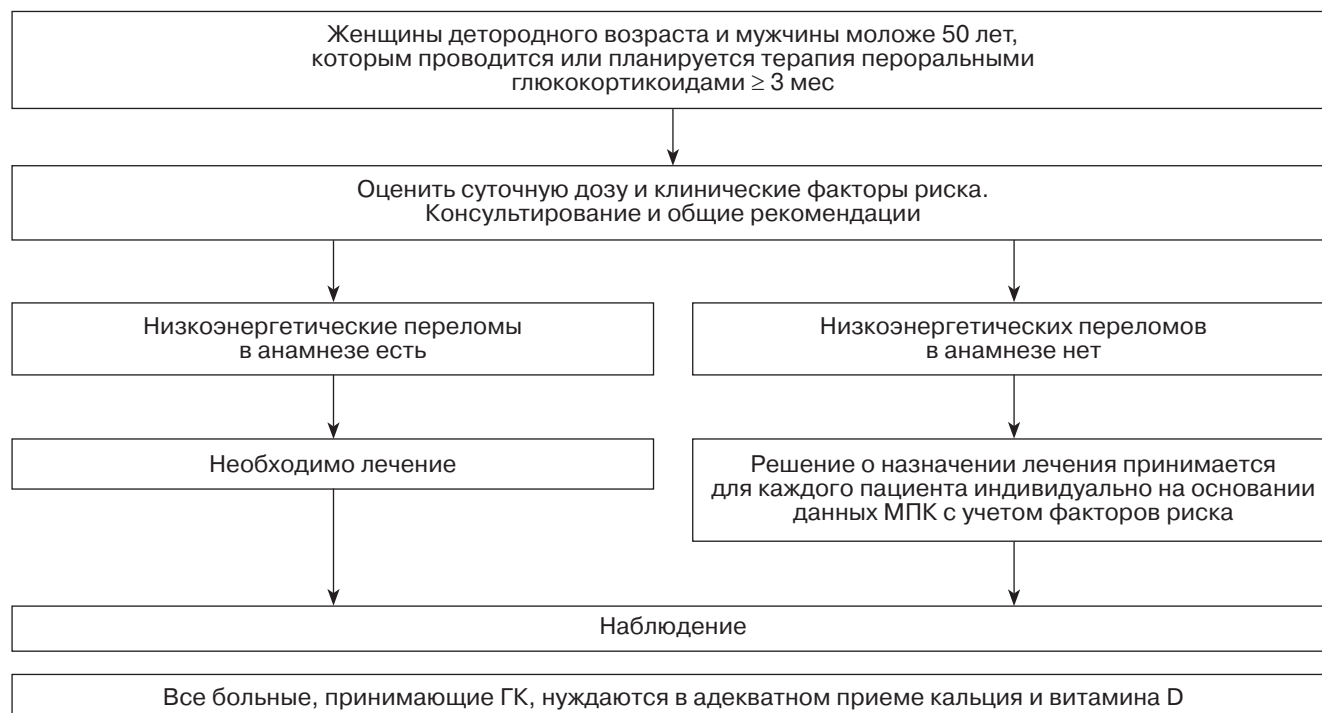 Женщины детородного возраста и мужчины моложе 50 лет,
которым проводится или планируется терапия пероральными
глюкокортикоидами ≥ 3 мес
Оценить суточную дозу и клинические факторы риска.
Консультирование и общие рекомендации
Низкоэнергетические переломы
в анамнезе есть
Низкоэнергетических переломов
в анамнезе нет
Необходимо лечение
Решение о назначении лечения принимается
для каждого пациента индивидуально на основании
данных МПК с учетом факторов риска
Наблюдение
Все больные, принимающие ГК, нуждаются в адекватном приеме кальция и витамина D